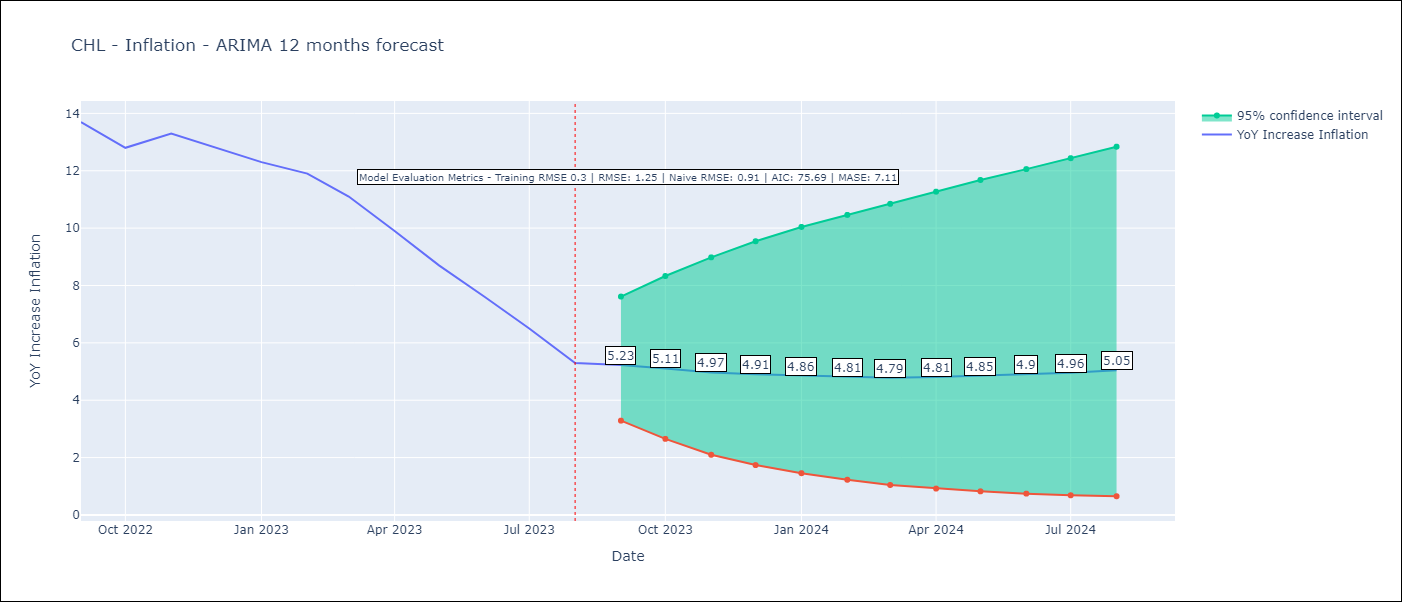 CHL - Inflation - ARIMA 12 months forecast
95% confidence interval
YoY Increase Inflation
Model Evaluation Metrics - Training RMSE 0.3 | RMSE: 1.25 | Naive RMSE: 0.91 | AIC: 75.69 | MASE: 7.11
YoY Increase Inflation
14
12
10
8
6
4
2
0
5.23
5.11
4.97
4.91
4.86
4.81
4.79
4.81
4.85
4.9
4.96
5.05
Oct 2022
Jan 2023
Apr 2023
Jul 2023
Oct 2023
Jan 2024
Apr 2024
Jul 2024
Date